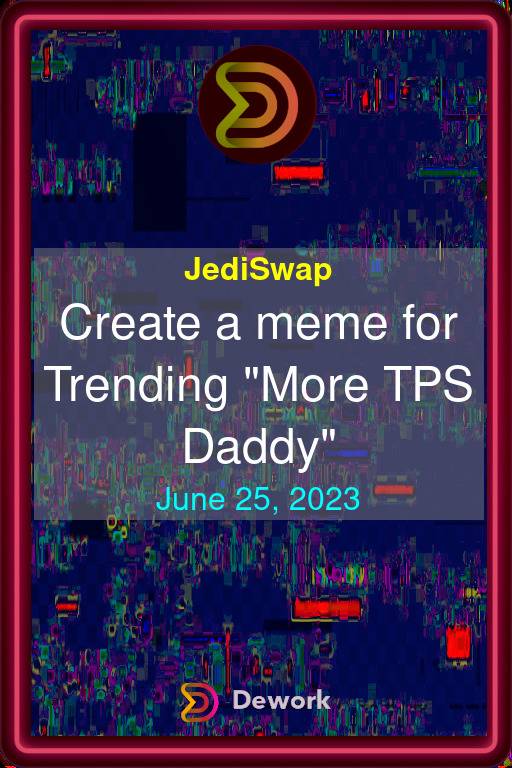 JediSwap
Create a meme for
Trending "More TPS
Daddy"
June 25, 2023
Dework